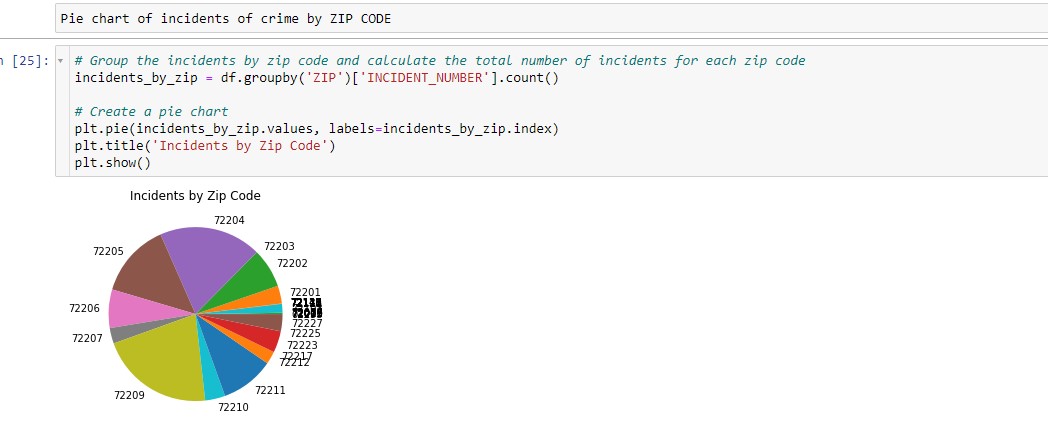 Pie chart of incidents of crime by ZIP CODE
[25]:
# Group the incidents by zip code and calculate the total number of incidents for each zip code
incidents_by_zip = df.groupby('ZIP')['INCIDENT_NUMBER'].count()
# Create a pie chart
plt.pie(incidents_by_zip.values, labels=incidents_by_zip.index)
plt.title('Incidents by Zip Code')
plt.show()
Incidents by Zip Code
72204
72205
72203
72202
72201
72206
72227
72225
72207
72223
72217
72212
72211
72209
72210